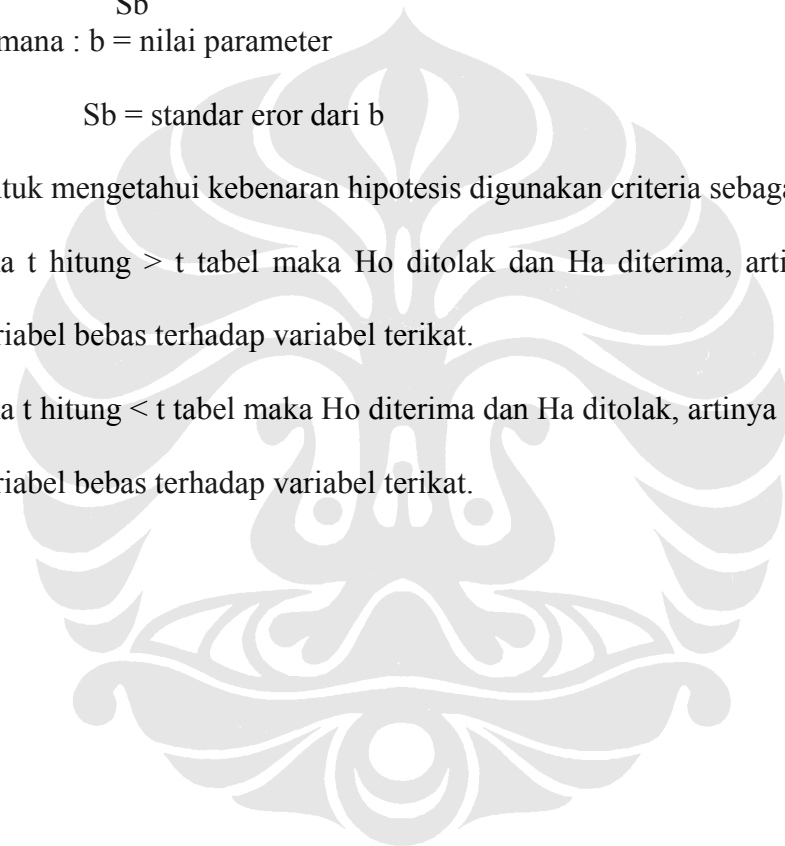 Sb
mana : b = nilai parameter
Sb = standar eror dari b
tuk mengetahui kebenaran hipotesis digunakan criteria sebaga
a t hitung > t tabel maka Ho ditolak dan Ha diterima, arti
riabel bebas terhadap variabel terikat.
a t hitung < t tabel maka Ho diterima dan Ha ditolak, artinya
riabel bebas terhadap variabel terikat.